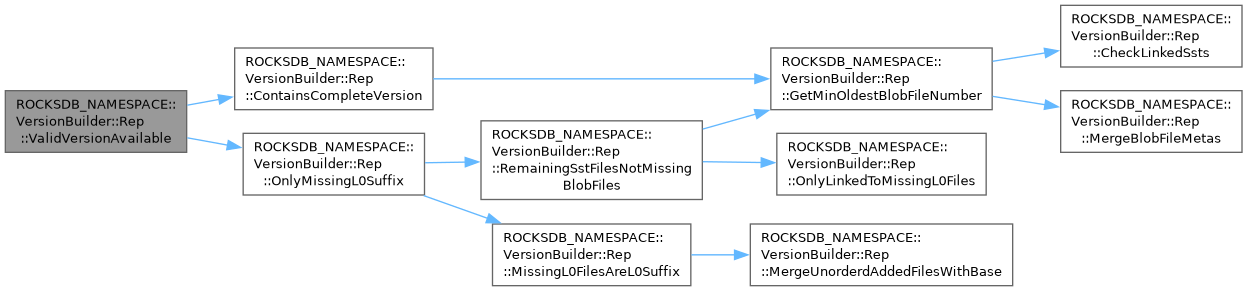 ROCKSDB_NAMESPACE::
VersionBuilder::Rep
::ValidVersionAvailable
ROCKSDB_NAMESPACE::
VersionBuilder::Rep
::ContainsCompleteVersion
ROCKSDB_NAMESPACE::
VersionBuilder::Rep
::OnlyMissingL0Suffix
ROCKSDB_NAMESPACE::
VersionBuilder::Rep
::RemainingSstFilesNotMissing
BlobFiles
ROCKSDB_NAMESPACE::
VersionBuilder::Rep
::MissingL0FilesAreL0Suffix
ROCKSDB_NAMESPACE::
VersionBuilder::Rep
::GetMinOldestBlobFileNumber
ROCKSDB_NAMESPACE::
VersionBuilder::Rep
::OnlyLinkedToMissingL0Files
ROCKSDB_NAMESPACE::
VersionBuilder::Rep
::MergeUnorderdAddedFilesWithBase
ROCKSDB_NAMESPACE::
VersionBuilder::Rep
::CheckLinkedSsts
ROCKSDB_NAMESPACE::
VersionBuilder::Rep
::MergeBlobFileMetas